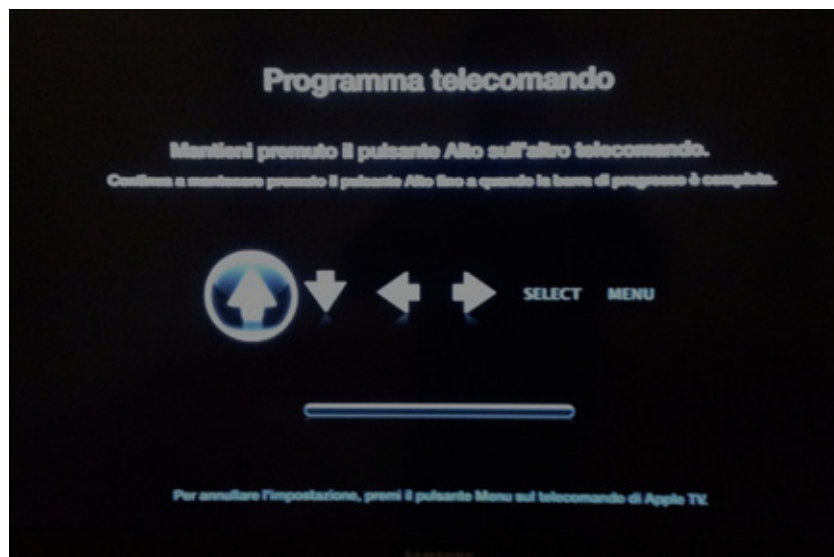 Programma telecomando
Mantieni premuto il pulsante Alto sull'altro telecomando.
Continua a mantenere premuto il pulsante Alto fino a quando la barra di progresso è completa.
SELECT MENU
Per annullare l'impostazione, premi il pulsante Menu sul telecomando di Apple TV.
SAMSUNG